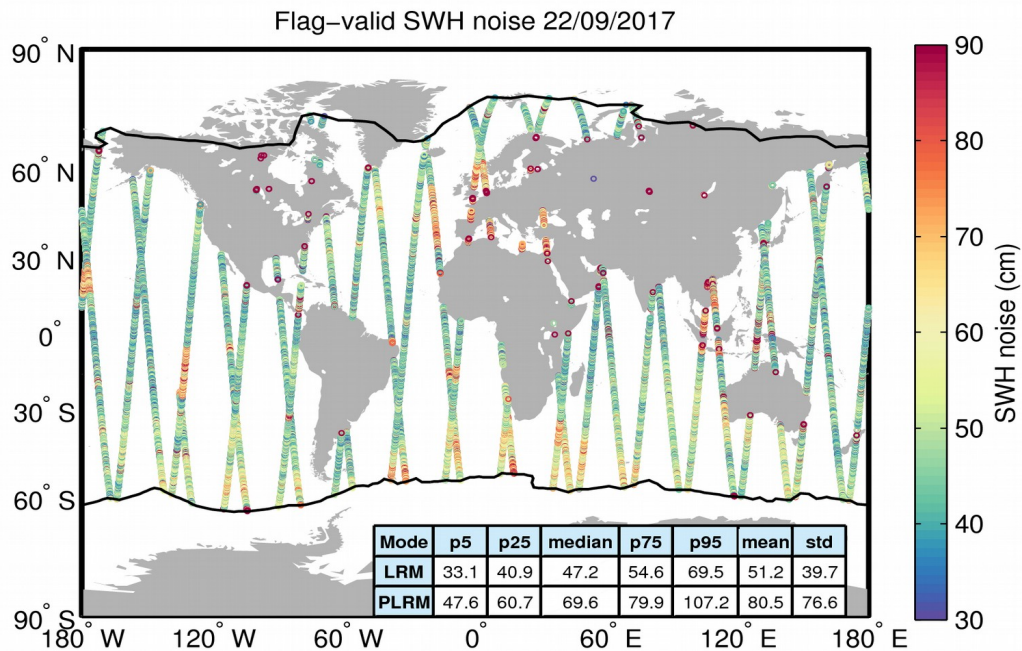 Flag−valid SWH noise 22/09/2017
90° N
60° N
30° N
0°
30° S
60° S
90° S
180° W
120° W
60° W
0°
60° E
120° E
180° E
Mode p5 p25 median p75 p95 mean std
LRM 33.1 40.9 47.2 54.6 69.5 51.2 39.7
PLRM 47.6 60.7 69.6 79.9 107.2 80.5 76.6
90
80
70
60
50
40
30
SWH noise (cm)